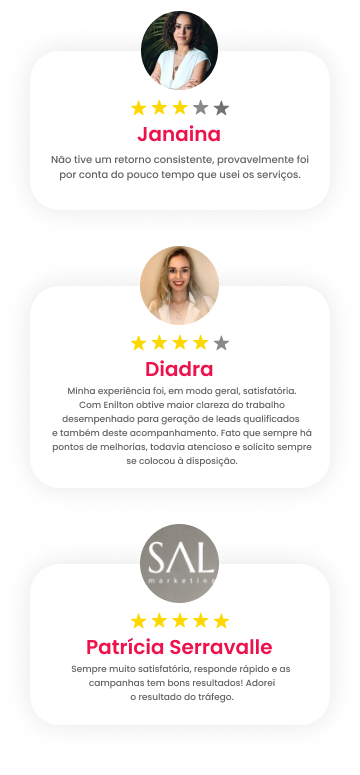 Janaina
Não tive um retorno consistente, provavelmente foi
por conta do pouco tempo que usei os serviços.
Diadra
Minha experiência foi, em modo geral, satisfatória.
Com Enilton obtive maior clareza do trabalho
desempenhado para geração de leads qualificados
e também deste acompanhamento. Fato que sempre há
pontos de melhorias, todavia atencioso e solicito sempre
se colocou à disposição.
SAL
marketing
Patrícia Serravalle
Sempre muito satisfatória, responde rápido e as
campanhas tem bons resultados! Adorei
o resultado do tráfego.